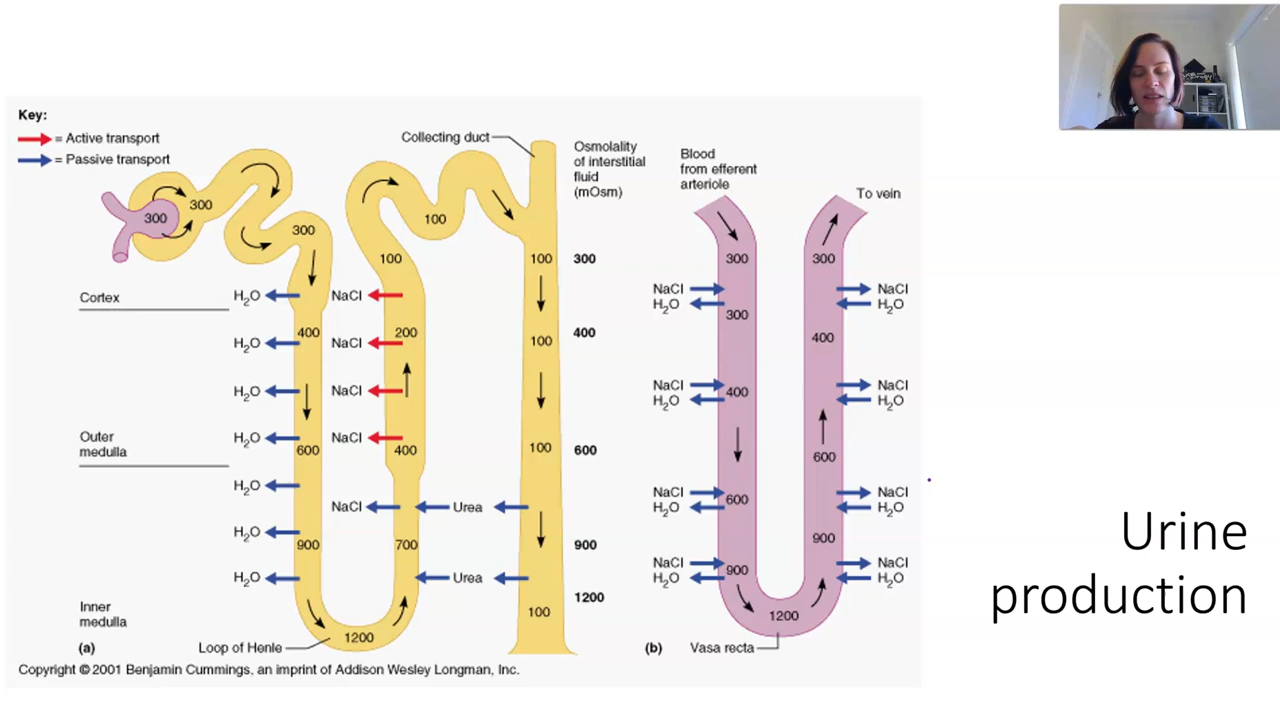 Key:
= Active transport
= Passive transport
Collecting duct
Osmolality
of interstitial
fluid
(mOsm)
Blood
from efferent
arteriole
To vein
300
300
300
100
100
100
300
300
300
Cortex
H₂O
NaCl
NaCl
H₂O
NaCl
H₂O
300
400
200
100
400
400
H₂O
NaCl
H₂O
NaCl
NaCl
H₂O
NaCl
H₂O
400
Outer
medulla
H₂O
NaCl
600
400
100
600
600
H₂O
NaCl
H₂O
NaCl
H₂O
600
NaCl
Urea
H₂O
900
700
900
900
H₂O
Urea
NaCl
H₂O
NaCl
H₂O
900
Inner
medulla
1200
100
1200
1200
(a)
Loop of Henle
(b)
Vasa recta
Copyright © 2001 Benjamin Cummings, an imprint of Addison Wesley Longman, Inc.
Urine
production